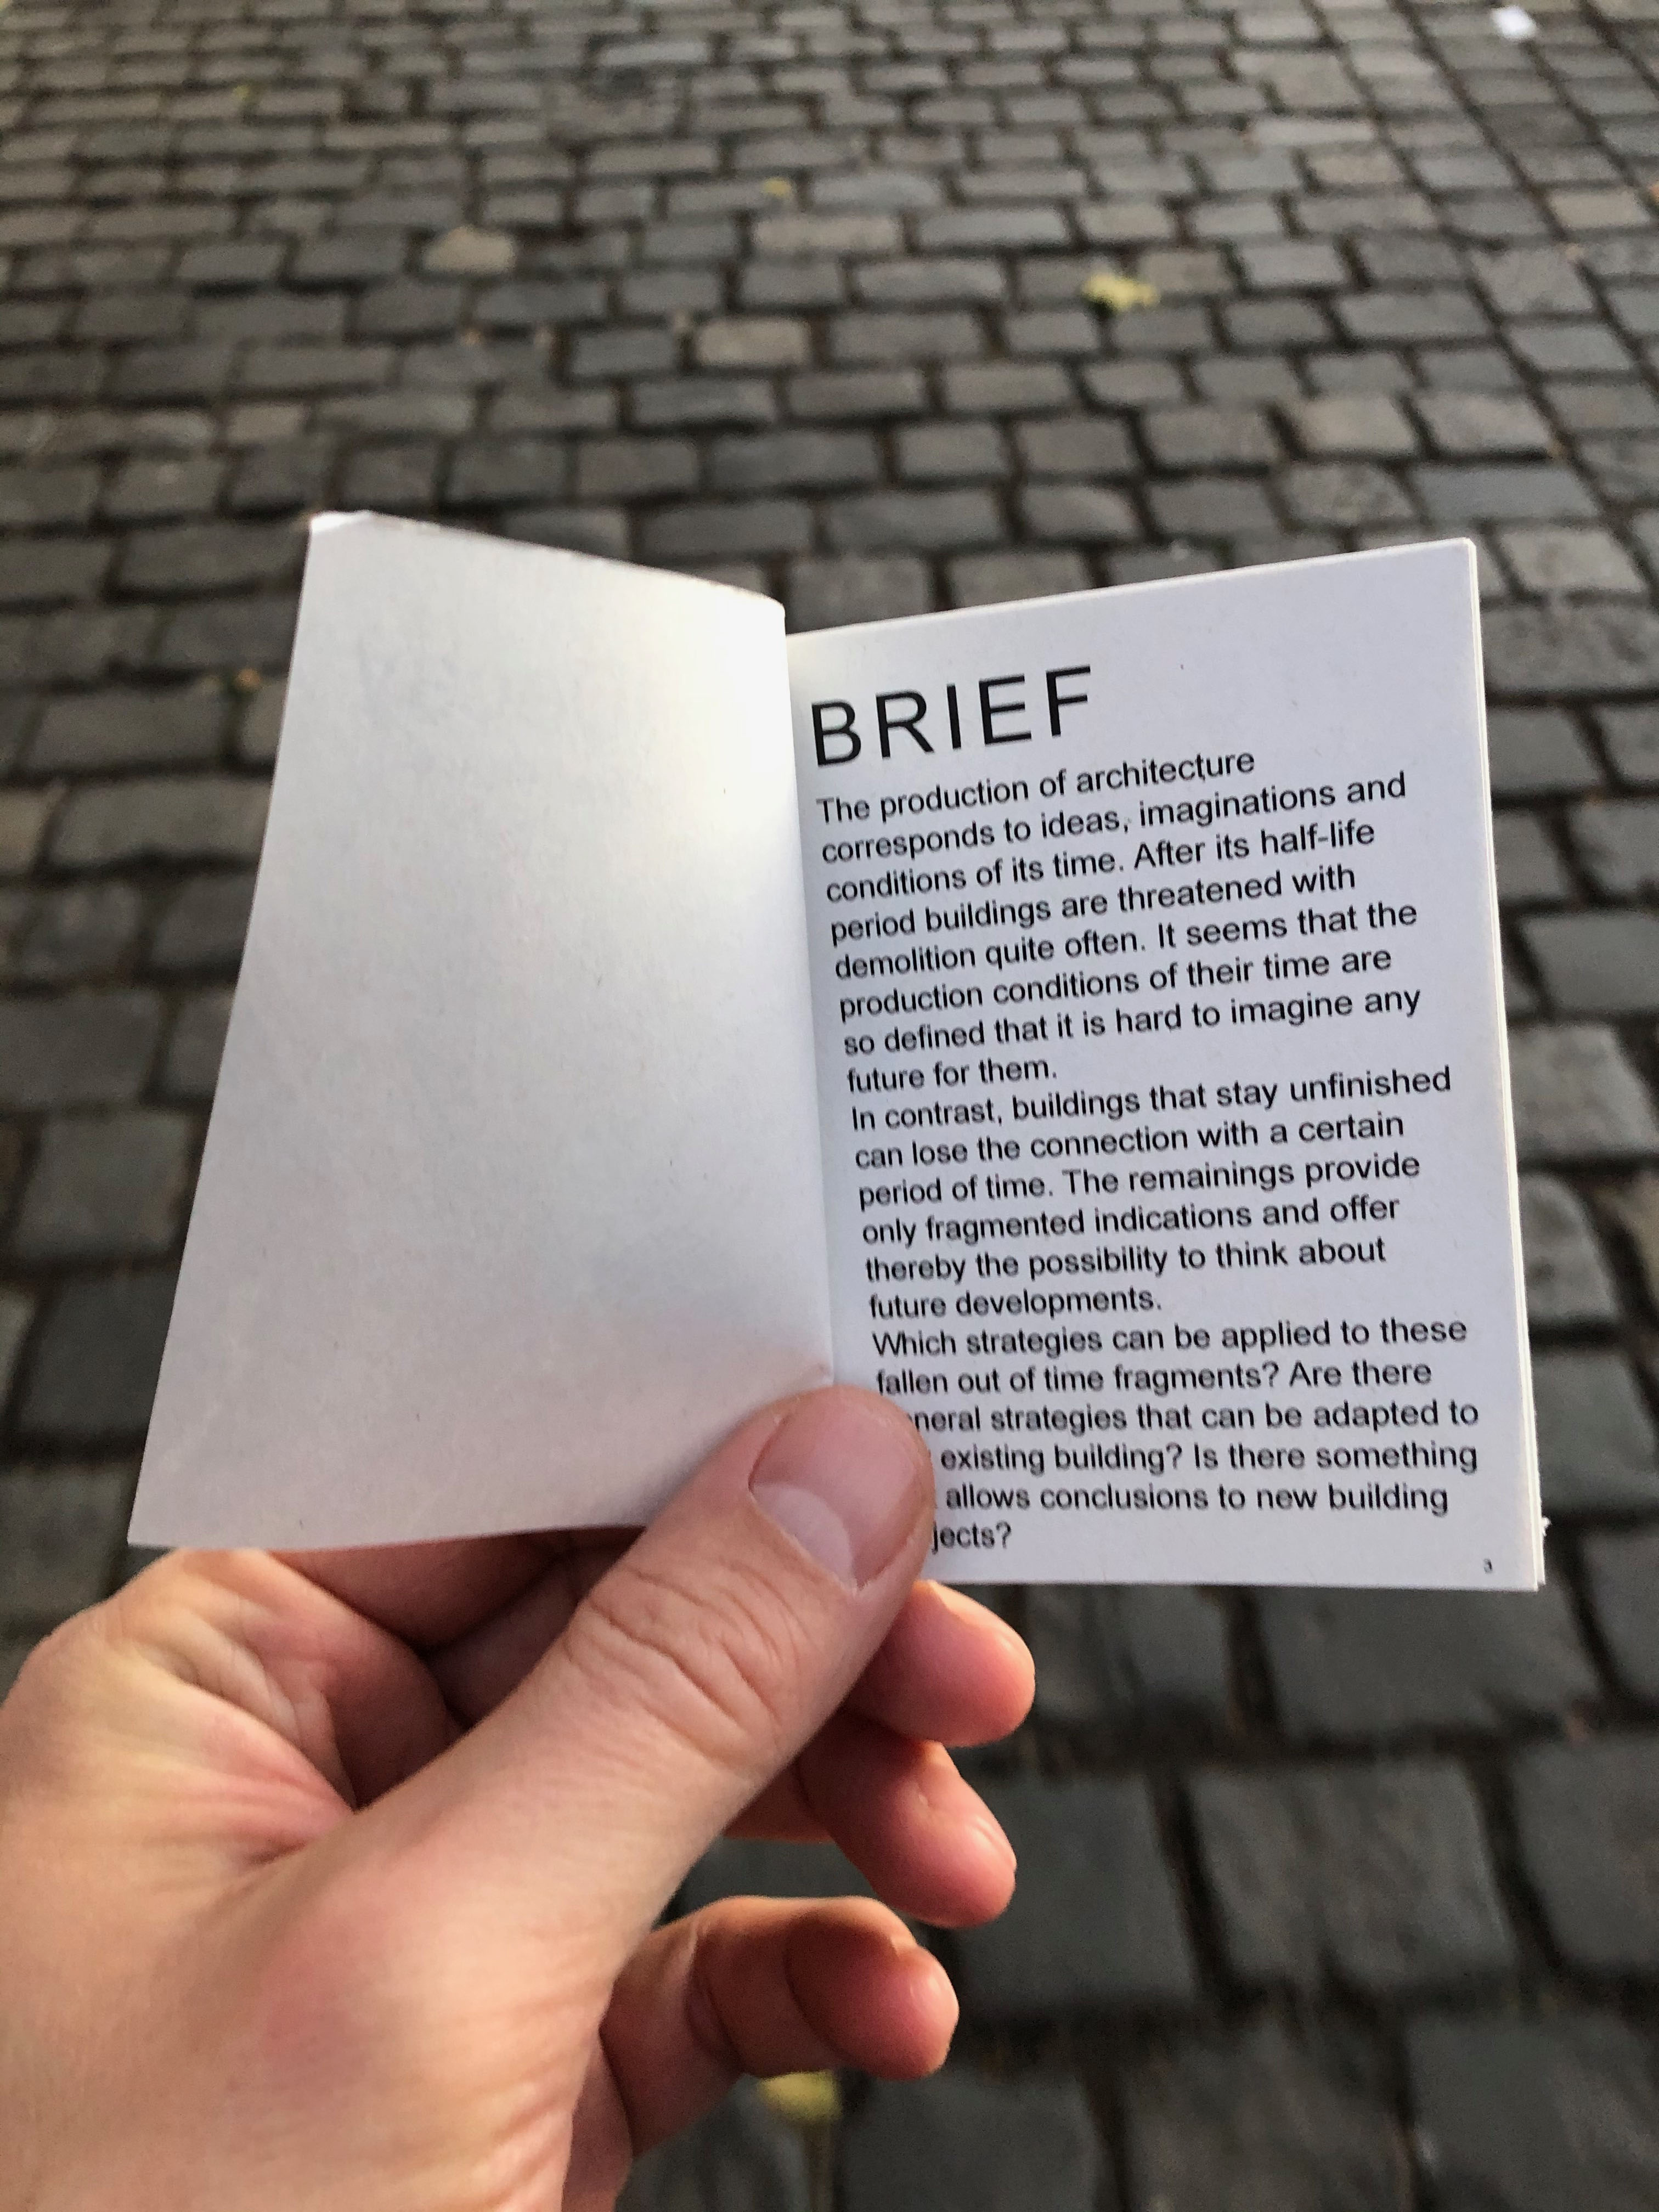 BRIEF
The production of architecture
corresponds to ideas, imaginations and
conditions of its time. After its half-life
period buildings are threatened with
demolition quite often. It seems that the
production conditions of their time are
so defined that it is hard to imagine any
future for them.
In contrast, buildings that stay unfinished
can lose the connection with a certain
period of time. The remainings provide
only fragmented indications and offer
thereby the possibility to think about
future developments.
Which strategies can be applied to these
fallen out of time fragments? Are there
neral strategies that can be adapted to
existing building? Is there something
allows conclusions to new building
jects?
3